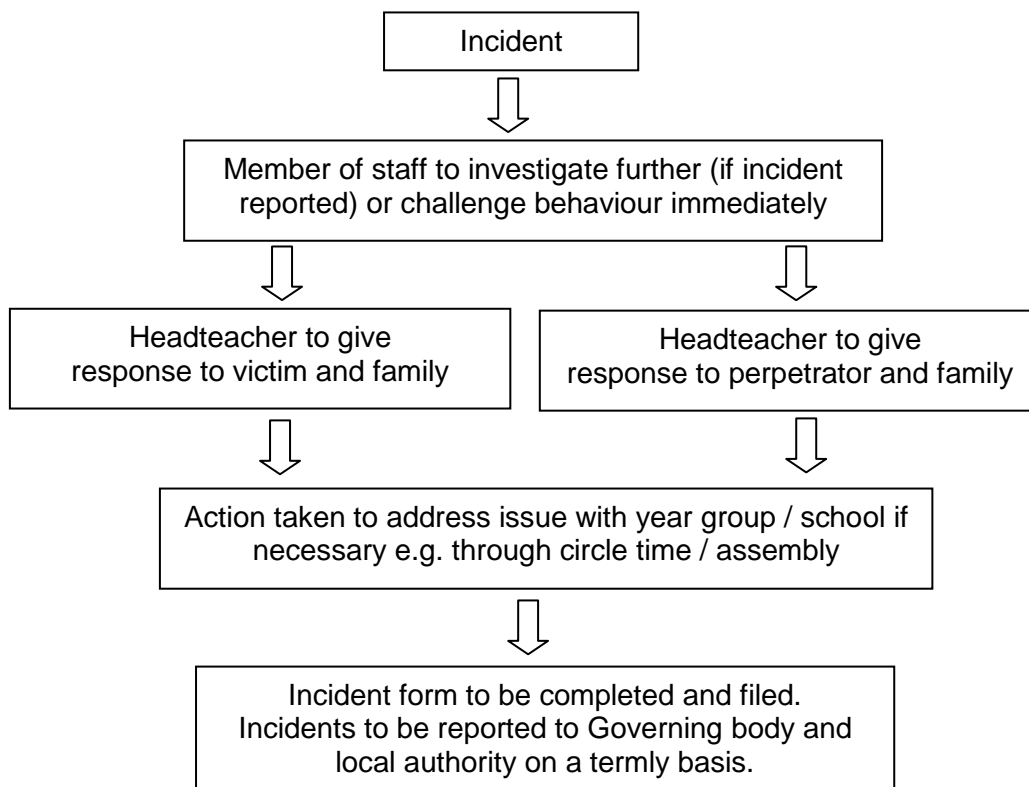 Incident
Member of staff to investigate further (if incident
reported) or challenge behaviour immediately
Headteacher to give
response to victim and family
Headteacher to give
response to perpetrator and family
Action taken to address issue with year group / school if
necessary e.g. through circle time / assembly
Incident form to be completed and filed.
Incidents to be reported to Governing body and
local authority on a termly basis.